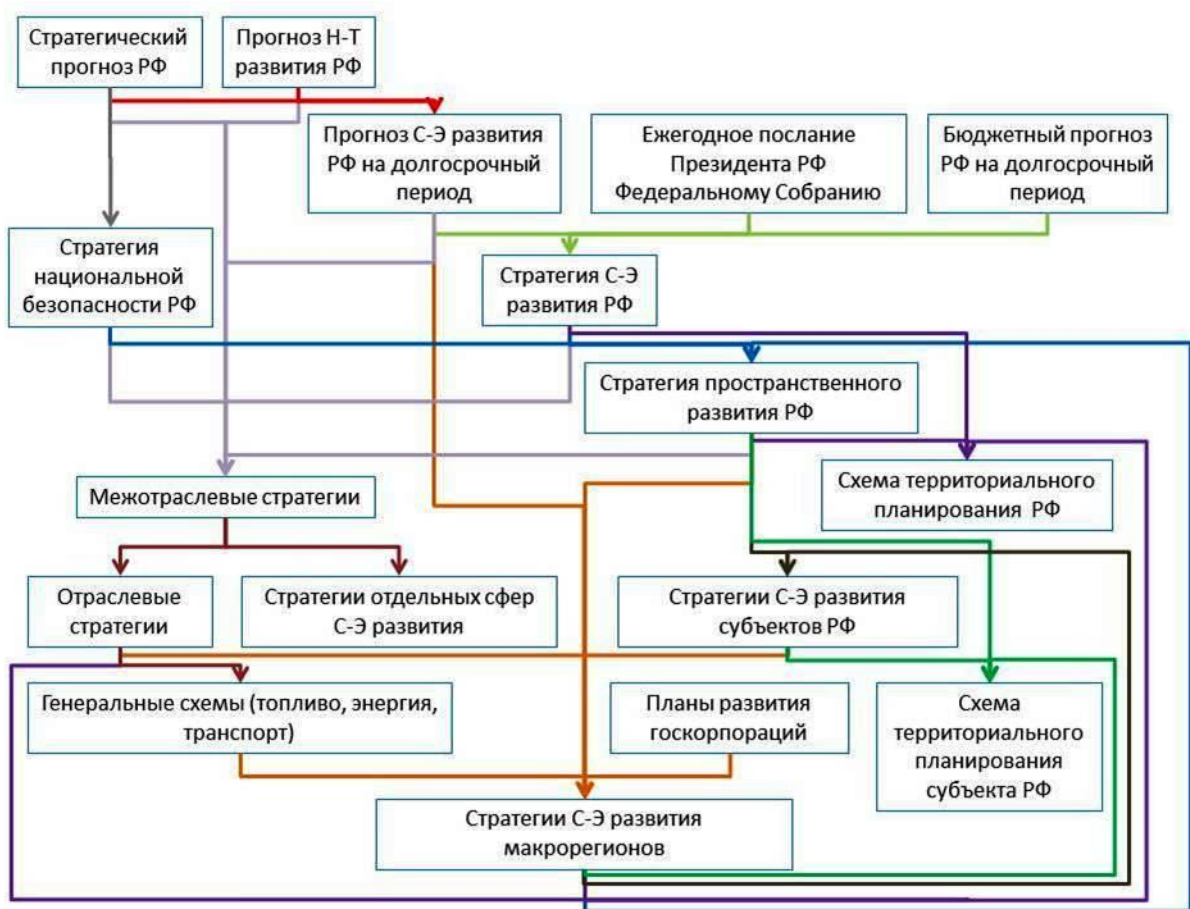 Стратегический
прогноз РФ
Прогноз Н-Т
развития РФ
Прогноз С-Э развития
РФ на долгосрочный
период
Ежегодное послание
Президента РФ
Федеральному Собранию
Бюджетный прогноз
РФ на долгосрочный
период
Стратегия
национальной
безопасности РФ
Стратегия С-Э
развития РФ
Стратегия пространственного
развития РФ
Межотраслевые стратегии
Схема территориального
планирования РФ
Отраслевые
стратегии
Стратегии отдельных сфер
С-Э развития
Стратегии С-Э развития
субъектов РФ
Генеральные схемы (топливо, энергия,
транспорт)
Планы развития
госкорпораций
Схема
территориального
планирования
субъекта РФ
Стратегии С-Э развития
макрорегионов